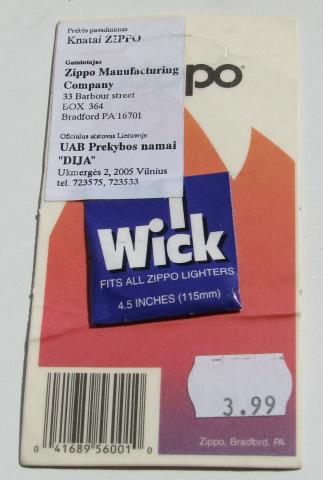 Prekės pavadinimas
Knatai ZIPPO
Gamintojas
Zippo Manufacturing
Company
33 Barbour street
BOX 364
Bradford PA 16701
Oficialus atstovas Lietuvoje
UAB Prekybos namai
"DIJA"
Ukmergės 2, 2005 Vilnius
tel. 723575, 723533
po
1
Wick
FITS ALL ZIPPO LIGHTERS
4.5 INCHES (115mm)
3.99
0 41689 56001 0
Zippo, Bradford, PA